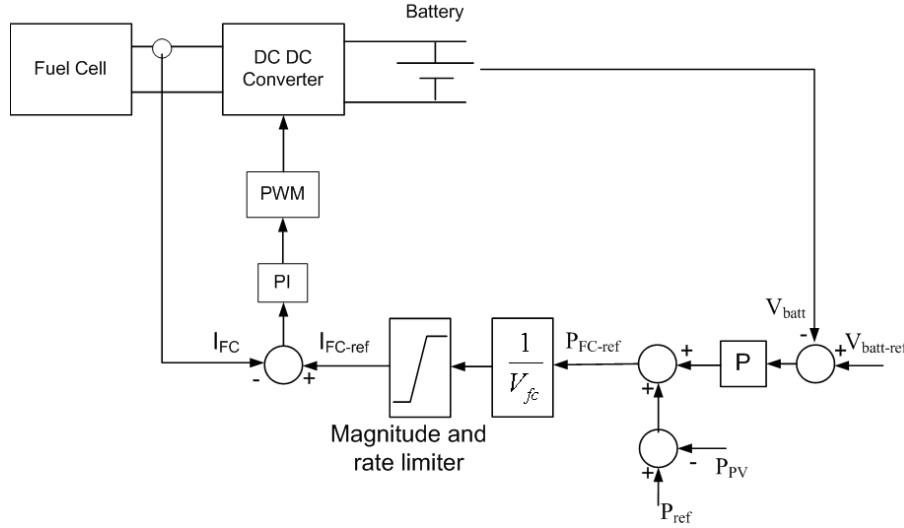 Battery
Fuel Cell
DC DC
Converter
PWM
PI
V_batt
-
I_FC
I_FC-ref
P_FC-ref
+
P
+
V_batt-ref
-
+
1
V_fc
+
Magnitude and
rate limiter
+
-
P_PV
P_ref